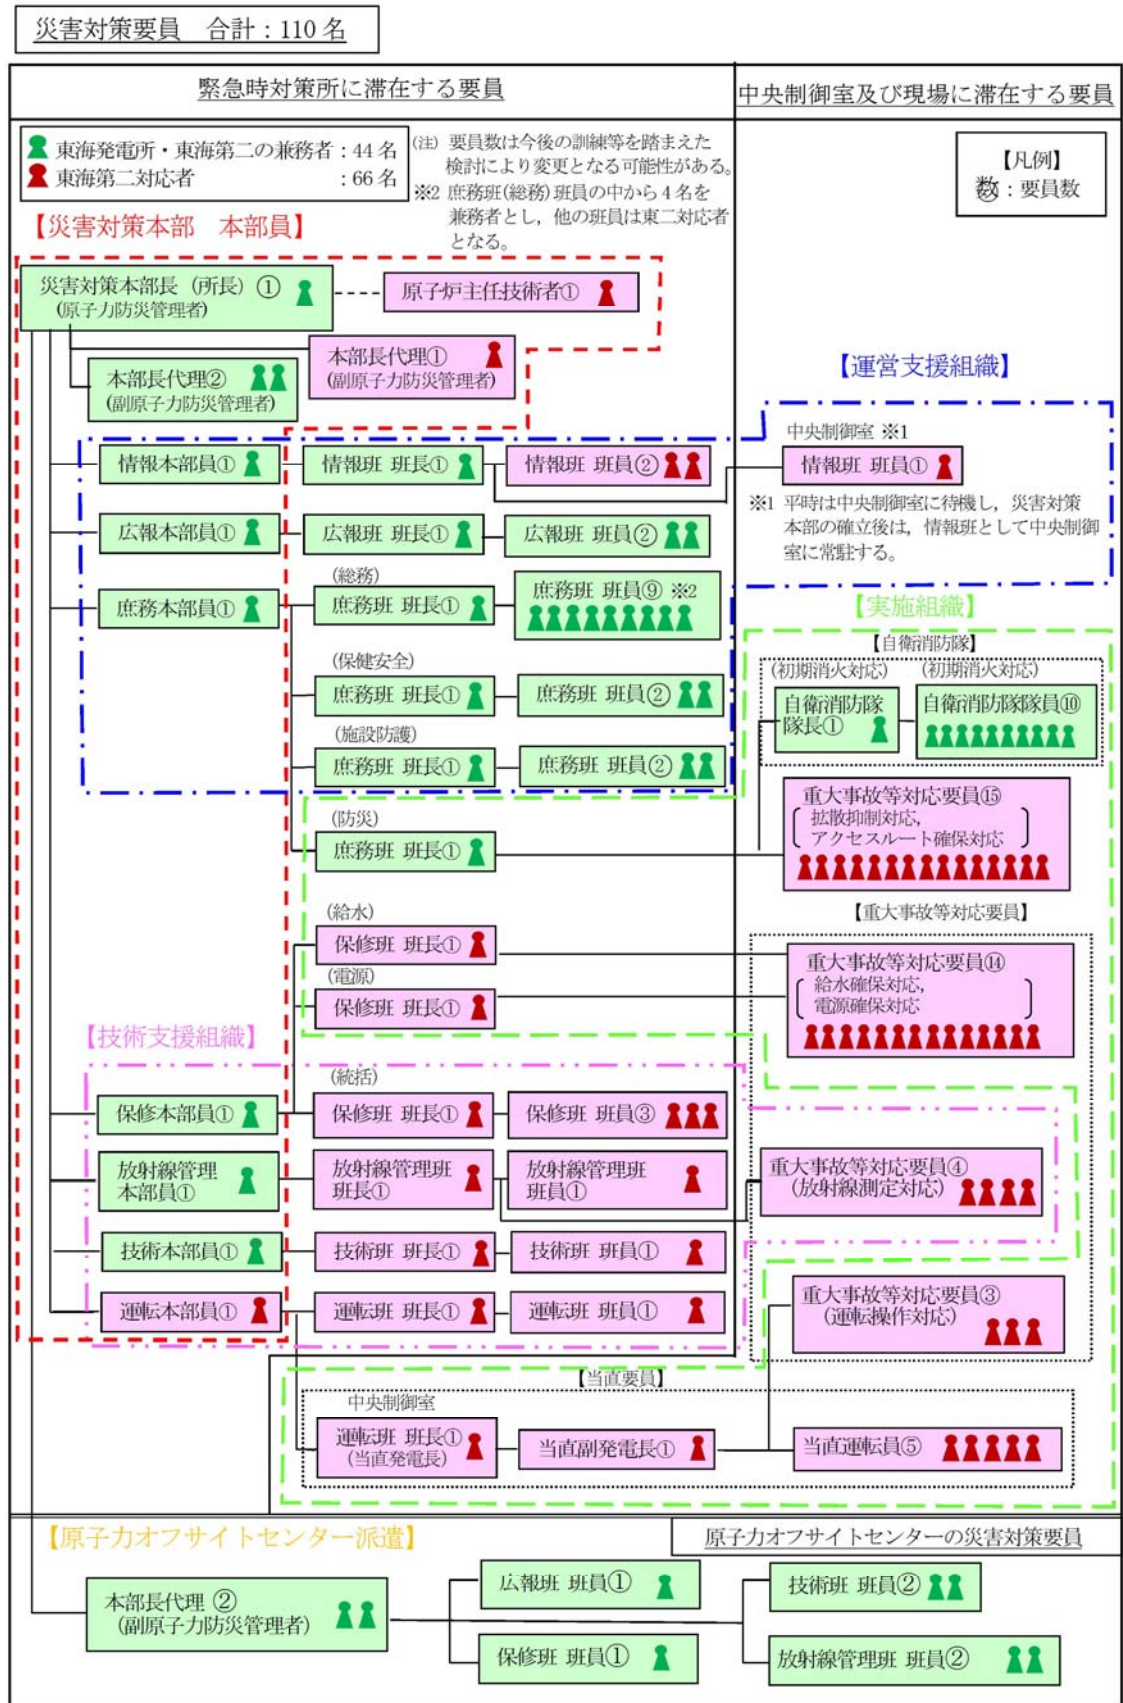 災害対策要員 合計：110 名
緊急時対策所に滞在する要員
中央制御室及び現場に滞在する要員
東海発電所・東海第二の兼務者：44 名
東海第二対応者 ：66 名
(注) 要員数は今後の訓練等を踏まえた
検討により変更となる可能性がある。
※2 庶務班(総務)班員の中から 4 名を
兼務者とし，他の班員は東二対応者
となる。
【凡例】
数：要員数
【災害対策本部 本部員】
災害対策本部長（所長）①
(原子力防災管理者)
原子炉主任技術者①
本部長代理①
(副原子力防災管理者)
本部長代理②
(副原子力防災管理者)
【運営支援組織】
中央制御室 ※1
情報本部員①
情報班 班長①
情報班 班員②
情報班 班員①
※1 平時は中央制御室に待機し，災害対策
本部の確立後は，情報班として中央制御
室に常駐する。
広報本部員①
広報班 班長①
広報班 班員②
(総務)
庶務本部員①
庶務班 班長①
庶務班 班員⑨ ※2
(保健安全)
庶務班 班長①
庶務班 班員②
(施設防護)
庶務班 班長①
庶務班 班員②
【実施組織】
【自衛消防隊】
(初期消火対応)
(初期消火対応)
自衛消防隊
隊長①
自衛消防隊隊員⑩
(防災)
庶務班 班長①
重大事故等対応要員⑮
拡散抑制対応，
アクセスルート確保対応
【重大事故等対応要員】
(給水)
保修班 班長①
(電源)
保修班 班長①
重大事故等対応要員⑭
給水確保対応，
電源確保対応
【技術支援組織】
(統括)
保修本部員①
保修班 班長①
保修班 班員③
放射線管理
本部員①
放射線管理班
班長①
放射線管理班
班員①
重大事故等対応要員④
(放射線測定対応)
技術本部員①
技術班 班長①
技術班 班員①
運転本部員①
運転班 班長①
運転班 班員①
重大事故等対応要員③
(運転操作対応)
【当直要員】
中央制御室
運転班 班長①
(当直発電長)
当直副発電長①
当直運転員⑤
【原子力オフサイトセンター派遣】
原子力オフサイトセンターの災害対策要員
本部長代理 ②
(副原子力防災管理者)
広報班 班員①
技術班 班員②
保修班 班員①
放射線管理班 班員②